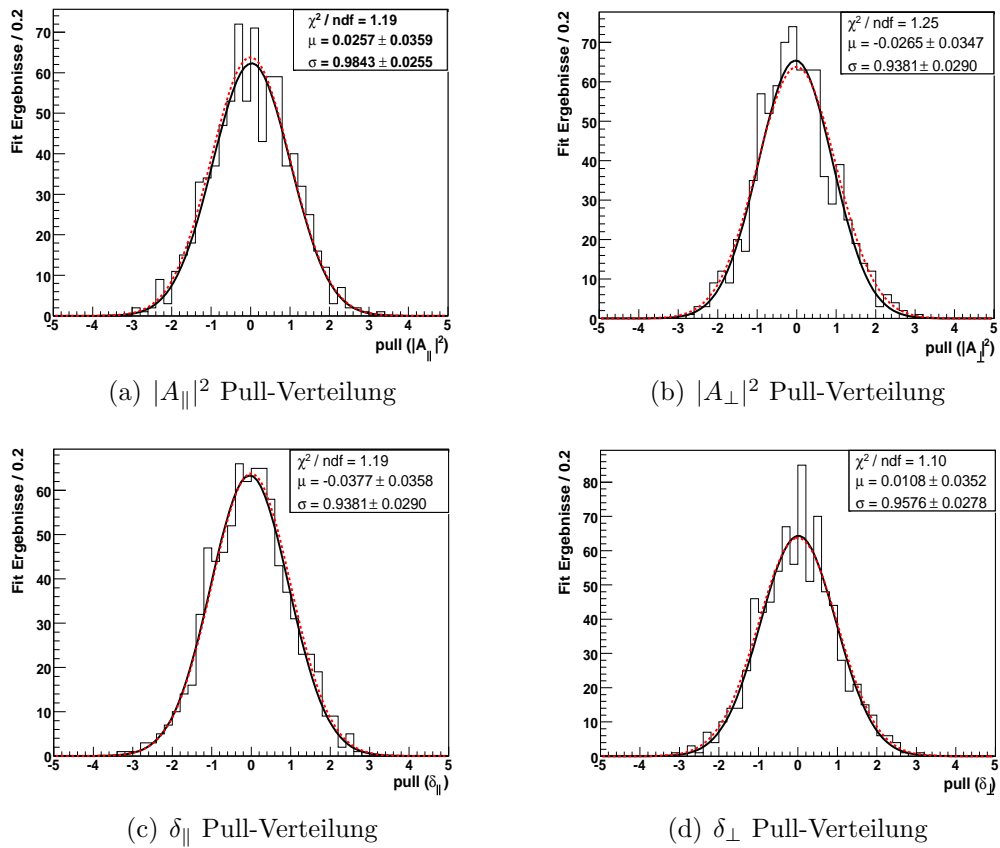 χ² / ndf = 1.19
μ = 0.0257 ± 0.0359
σ = 0.9843 ± 0.0255
Fit Ergebnisse / 0.2
70
60
50
40
30
20
10
0
-5 -4 -3 -2 -1 0 1 2 3 4 5
pull (|A∥|²)
(a) |A∥|² Pull-Verteilung
χ² / ndf = 1.25
μ = -0.0265 ± 0.0347
σ = 0.9381 ± 0.0290
Fit Ergebnisse / 0.2
70
60
50
40
30
20
10
0
-5 -4 -3 -2 -1 0 1 2 3 4 5
pull (|A⊥|²)
(b) |A⊥|² Pull-Verteilung
χ² / ndf = 1.19
μ = -0.0377 ± 0.0358
σ = 0.9381 ± 0.0290
Fit Ergebnisse / 0.2
60
50
40
30
20
10
0
-5 -4 -3 -2 -1 0 1 2 3 4 5
pull (δ∥)
(c) δ∥ Pull-Verteilung
χ² / ndf = 1.10
μ = 0.0108 ± 0.0352
σ = 0.9576 ± 0.0278
Fit Ergebnisse / 0.2
80
70
60
50
40
30
20
10
0
-5 -4 -3 -2 -1 0 1 2 3 4 5
pull (δ⊥)
(d) δ⊥ Pull-Verteilung